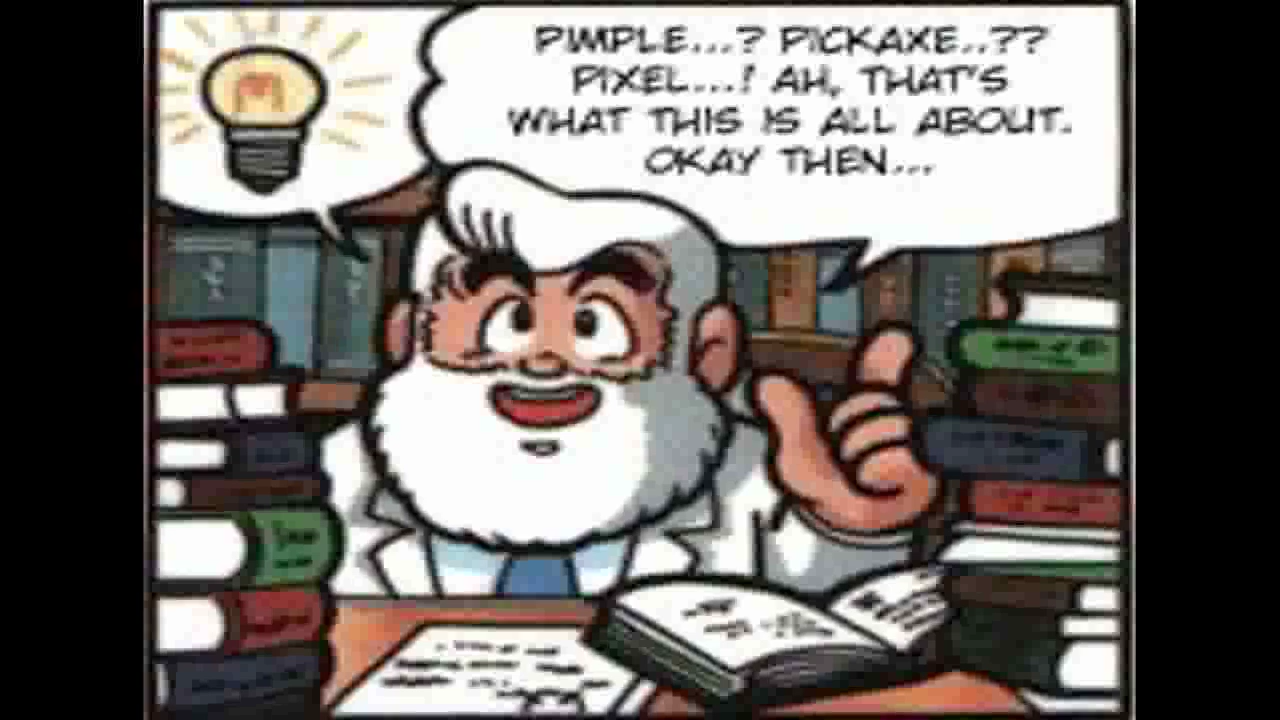 PIMPLE...? PICKAXE..??
PIXEL...! AH, THAT'S
WHAT THIS IS ALL ABOUT.
OKAY THEN...